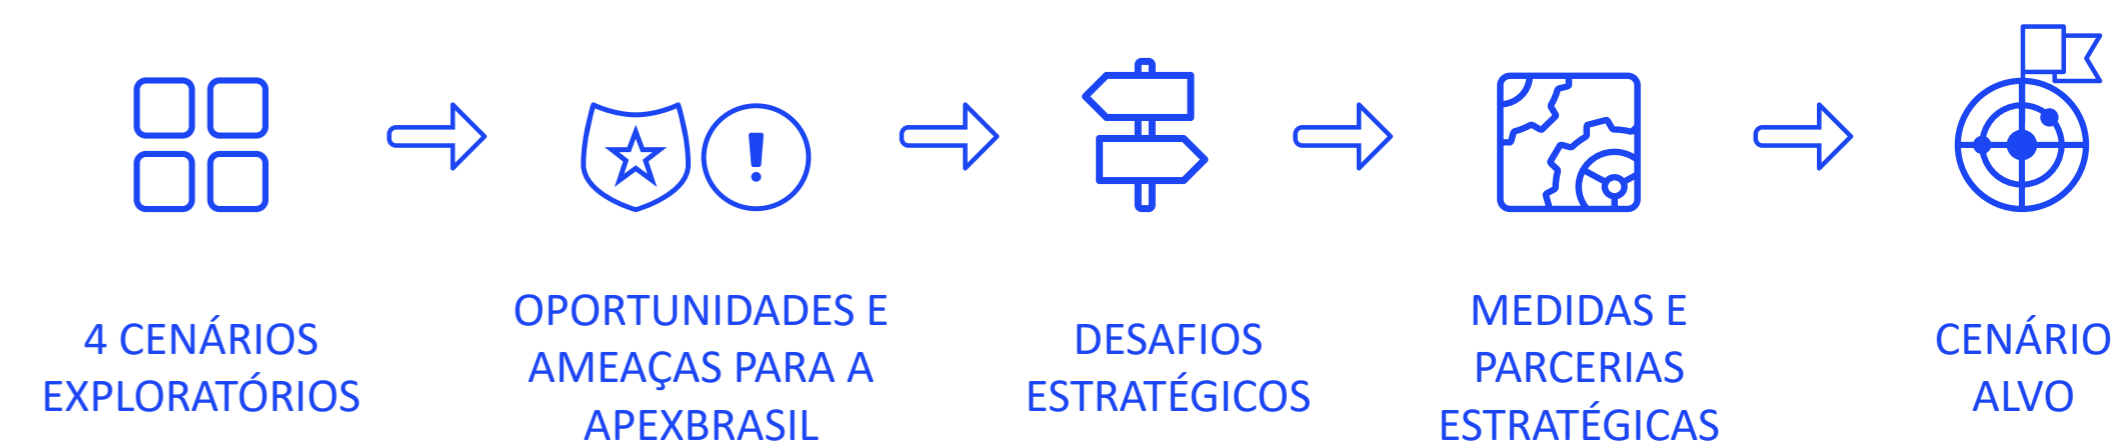 4 CENÁRIOS
EXPLORATÓRIOS
OPORTUNIDADES E
AMEAÇAS PARA A
APEXBRASIL
DESAFIOS
ESTRATÉGICOS
MEDIDAS E
PARCERIAS
ESTRATÉGICAS
CENÁRIO
ALVO